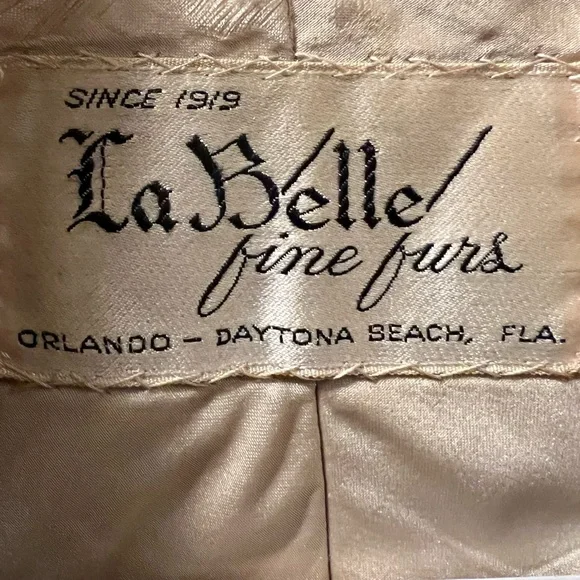 SINCE 1919
La Belle
fine furs
ORLANDO - DAYTONA BEACH, FLA.